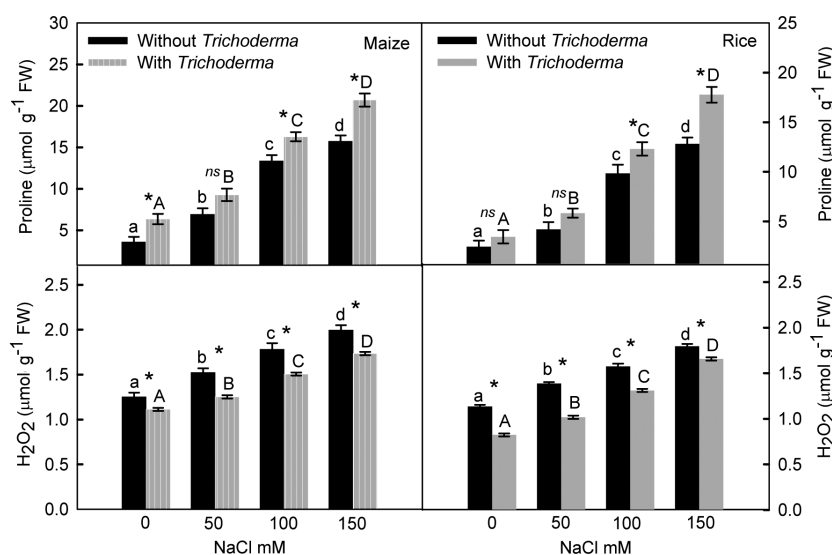 Maize
Without Trichoderma
With Trichoderma
Proline (μmol g⁻¹ FW)
30
25
20
15
10
5
a
*A
b
ns B
c
*C
d
*D
Rice
Without Trichoderma
With Trichoderma
Proline (μmol g⁻¹ FW)
25
20
15
10
5
a
ns A
b
ns B
c
*C
d
*D
H₂O₂ (μmol g⁻¹ FW)
2.5
2.0
1.5
1.0
0.5
0.0
a * A
b * B
c * C
d * D
0 50 100 150
NaCl mM
H₂O₂ (μmol g⁻¹ FW)
2.5
2.0
1.5
1.0
0.5
0.0
a * A
b * B
c * C
d * D
0 50 100 150
NaCl mM